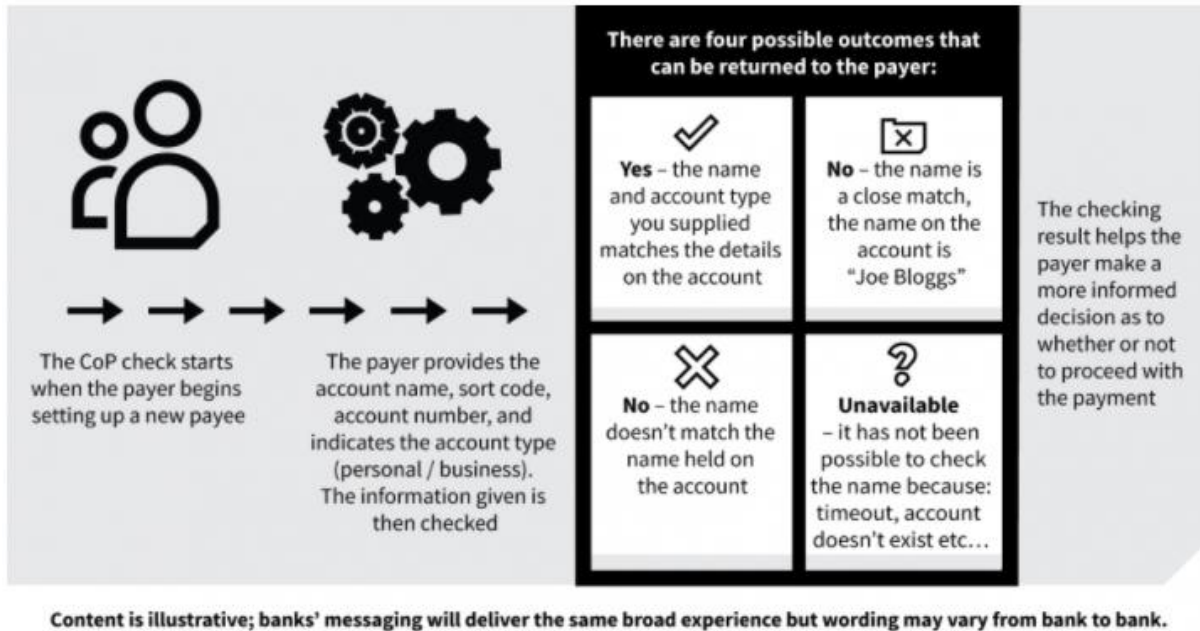 The CoP check starts
when the payer begins
setting up a new payee
The payer provides the
account name, sort code,
account number, and
indicates the account type
(personal / business).
The information given is
then checked
There are four possible outcomes that
can be returned to the payer:
Yes – the name
and account type
you supplied
matches the details
on the account
No – the name is
a close match,
the name on the
account is
“Joe Bloggs”
No – the name
doesn’t match the
name held on
the account
Unavailable
– it has not been
possible to check
the name because:
timeout, account
doesn’t exist etc…
The checking
result helps the
payer make a
more informed
decision as to
whether or not
to proceed with
the payment
Content is illustrative; banks’ messaging will deliver the same broad experience but wording may vary from bank to bank.